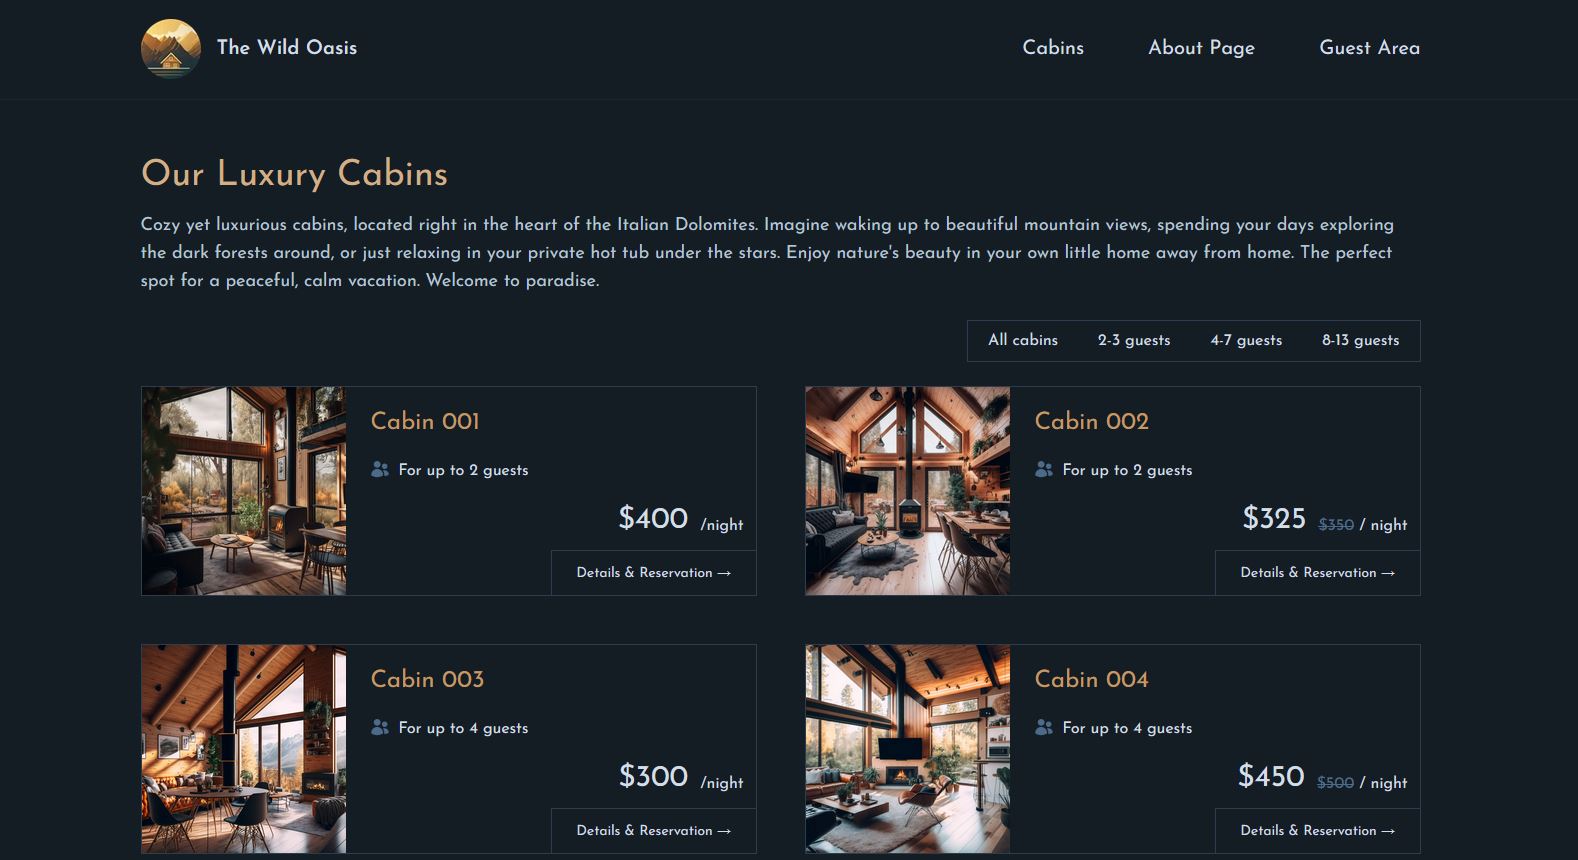 The Wild Oasis
Cabins
About Page
Guest Area
Our Luxury Cabins
Cozy yet luxurious cabins, located right in the heart of the Italian Dolomites. Imagine waking up to beautiful mountain views, spending your days exploring
the dark forests around, or just relaxing in your private hot tub under the stars. Enjoy nature's beauty in your own little home away from home. The perfect
spot for a peaceful, calm vacation. Welcome to paradise.
All cabins
2-3 guests
4-7 guests
8-13 guests
Cabin 001
For up to 2 guests
$400 /night
Details & Reservation →
Cabin 002
For up to 2 guests
$325 $350 / night
Details & Reservation →
Cabin 003
For up to 4 guests
$300 /night
Details & Reservation →
Cabin 004
For up to 4 guests
$450 $500 / night
Details & Reservation →